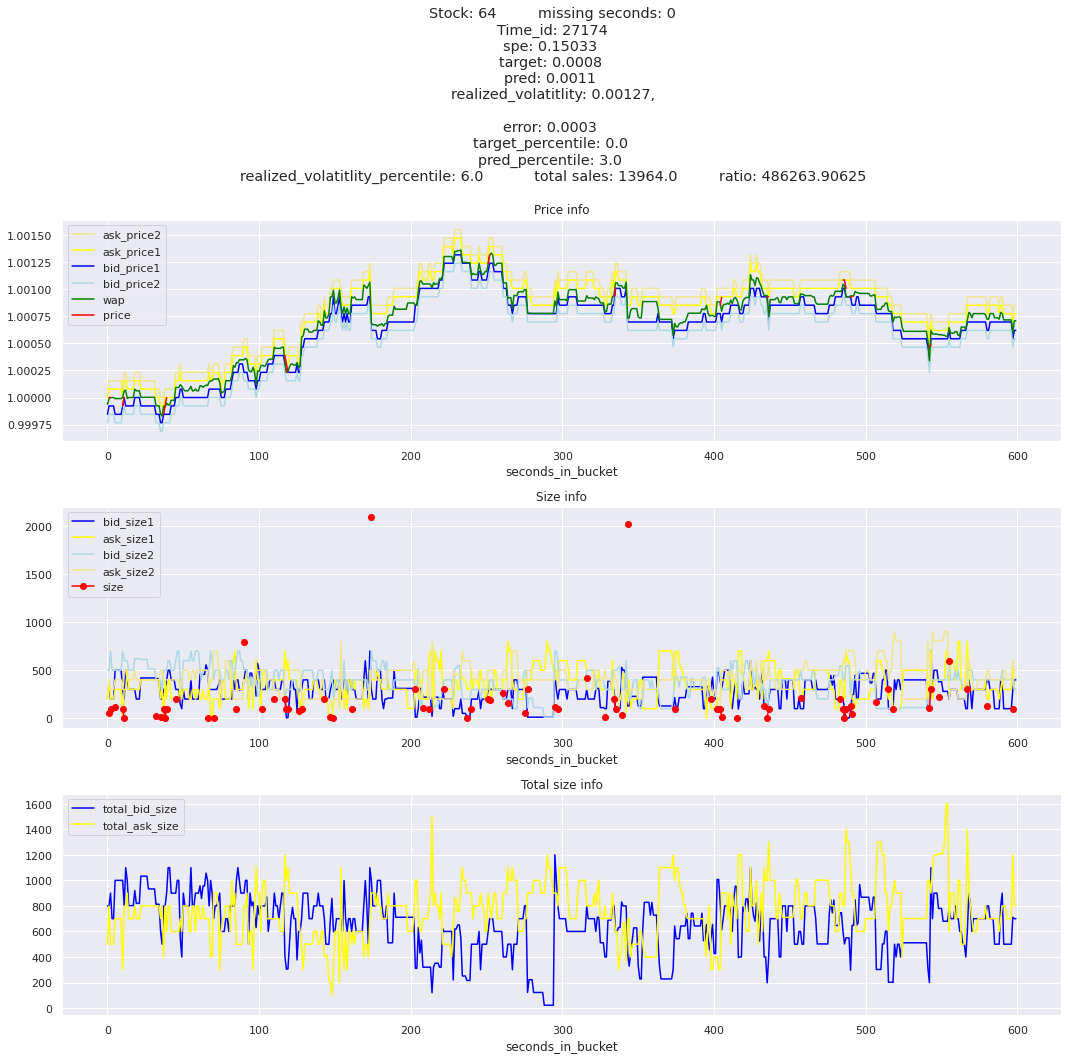 Stock: 64 missing seconds: 0
Time_id: 27174
spe: 0.15033
target: 0.0008
pred: 0.0011
realized_volatitlity: 0.00127,
error: 0.0003
target_percentile: 0.0
pred_percentile: 3.0
realized_volatitlity_percentile: 6.0 total sales: 13964.0 ratio: 486263.90625
Price info
1.00150
1.00125
1.00100
1.00075
1.00050
1.00025
1.00000
0.99975
ask_price2
ask_price1
bid_price1
bid_price2
wap
price
0 100 200 300 400 500 600
seconds_in_bucket
Size info
2000
1500
1000
500
0
bid_size1
ask_size1
bid_size2
ask_size2
size
0 100 200 300 400 500 600
seconds_in_bucket
Total size info
1600
1400
1200
1000
800
600
400
200
0
total_bid_size
total_ask_size
0 100 200 300 400 500 600
seconds_in_bucket